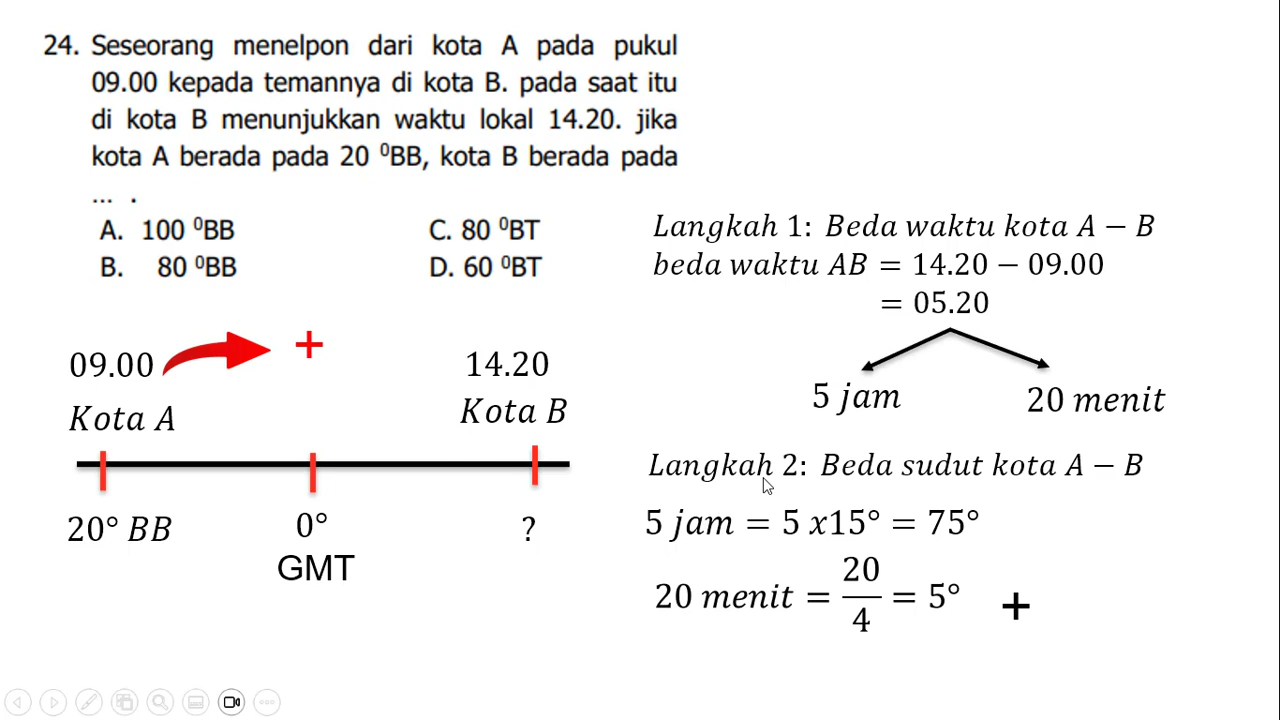 24. Seseorang menelpon dari kota A pada pukul
09.00 kepada temannya di kota B. pada saat itu
di kota B menunjukkan waktu lokal 14.20. jika
kota A berada pada 20 ⁰BB, kota B berada pada
... .
A. 100 ⁰BB
C. 80 ⁰BT
B. 80 ⁰BB
D. 60 ⁰BT
09.00
+
14.20
Kota A
Kota B
20° BB
0°
?
GMT
Langkah 1: Beda waktu kota A − B
beda waktu AB = 14.20 − 09.00
= 05.20
5 jam
20 menit
Langkah 2: Beda sudut kota A − B
5 jam = 5 x15° = 75°
20 menit = 20/4 = 5°
+